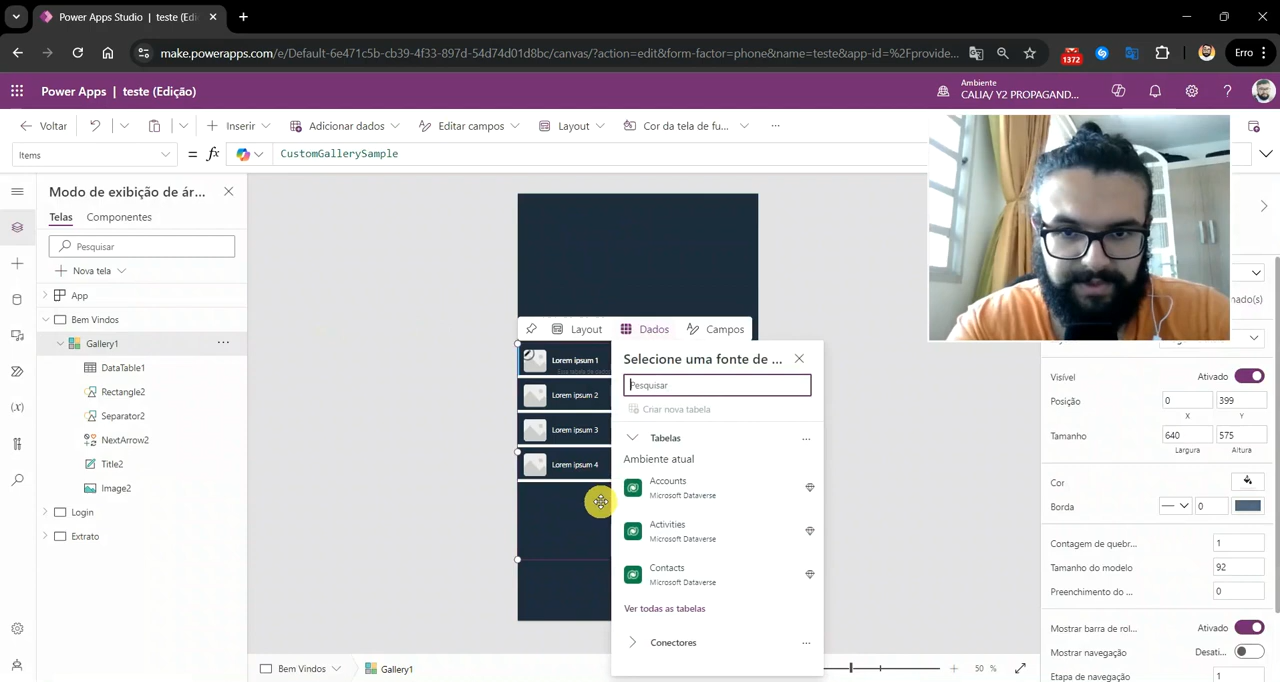 Power Apps Studio | teste (Edi
make.powerapps.com/e/Default-6e471c5b-cb39-4f33-897d-54d74d01d8bc/canvas/?action=edit&form-factor=phone&name=teste&app-id=%2Fprovide...
1372
Erro
Power Apps | teste (Edição)
Ambiente
CALIA/ Y2 PROPAGAND...
Voltar
Inserir
Adicionar dados
Editar campos
Layout
Cor da tela de fu...
Items
= fx
CustomGallerySample
Modo de exibição de ár...
Telas
Componentes
Pesquisar
Nova tela
App
Bem Vindos
Gallery1
DataTable1
Rectangle2
Separator2
NextArrow2
Title2
Image2
Login
Extrato
Layout
Dados
Campos
Lorem ipsum 1
Lorem ipsum 2
Lorem ipsum 3
Lorem ipsum 4
Selecione uma fonte de ...
Pesquisar
Criar nova tabela
Tabelas
Ambiente atual
Accounts
Microsoft Dataverse
Activities
Microsoft Dataverse
Contacts
Microsoft Dataverse
Ver todas as tabelas
Conectores
Visível
Ativado
Posição
0
399
X
Y
Tamanho
640
575
Largura
Altura
Cor
Borda
0
Contagem de quebr...
1
Tamanho do modelo
92
Preenchimento do ...
0
Mostrar barra de rol...
Ativado
Mostrar navegação
Desati...
Etapa de navegação
1
Bem Vindos
Gallery1
50 %